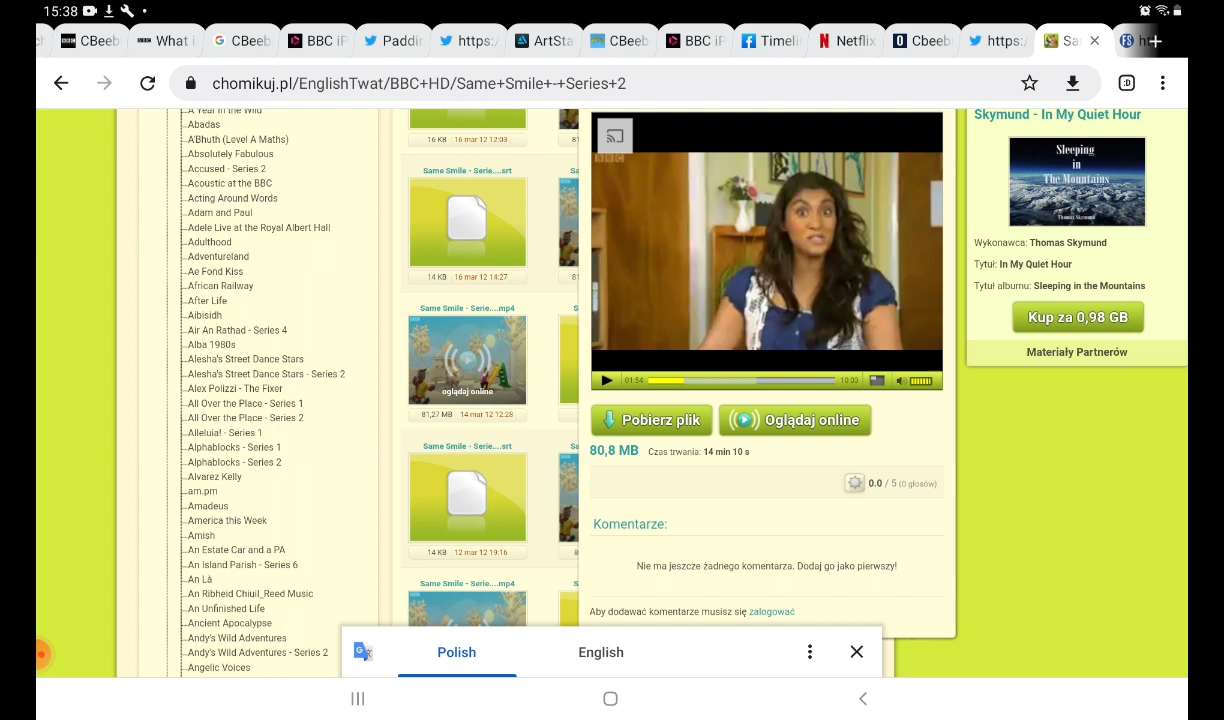 15:38
CBeeb
What i
CBeeb
BBC iP
Paddi
https:/
ArtSta
CBeeb
BBC iP
Timeli
Netflix
Cbeebi
https:/
Sa
chomikuj.pl/EnglishTwat/BBC+HD/Same+Smile+-+Series+2
A Year in the Wild
Abadas
A'Bhuth (Level A Maths)
Absolutely Fabulous
Accused - Series 2
Acoustic at the BBC
Acting Around Words
Adam and Paul
Adele Live at the Royal Albert Hall
Adulthood
Adventureland
Ae Fond Kiss
African Railway
After Life
Aibisidh
Air An Rathad - Series 4
Alba 1980s
Alesha's Street Dance Stars
Alesha's Street Dance Stars - Series 2
Alex Polizzi - The Fixer
All Over the Place - Series 1
All Over the Place - Series 2
Alleluia! - Series 1
Alphablocks - Series 1
Alphablocks - Series 2
Alvarez Kelly
am.pm
Amadeus
America this Week
Amish
An Estate Car and a PA
An Island Parish - Series 6
An Là
An Ribheid Chiuil_Reed Music
An Unfinished Life
Ancient Apocalypse
Andy's Wild Adventures
Andy's Wild Adventures - Series 2
Angelic Voices
16 KB 16 mar 12 12:03
Same Smile - Serie....srt
14 KB 16 mar 12 14:27
Same Smile - Serie....mp4
oglądaj online
81,27 MB 14 mar 12 12:28
Same Smile - Serie....srt
14 KB 12 mar 12 19:16
Same Smile - Serie....mp4
BBC
01:54
10:03
Pobierz plik
Oglądaj online
80,8 MB Czas trwania: 14 min 10 s
0.0 / 5 (0 głosów)
Komentarze:
Nie ma jeszcze żadnego komentarza. Dodaj go jako pierwszy!
Aby dodawać komentarze musisz się zalogować
Skymund - In My Quiet Hour
Sleeping
in
The Mountains
Thomas Skymund
Wykonawca: Thomas Skymund
Tytuł: In My Quiet Hour
Tytuł albumu: Sleeping in the Mountains
Kup za 0,98 GB
Materiały Partnerów
Polish
English